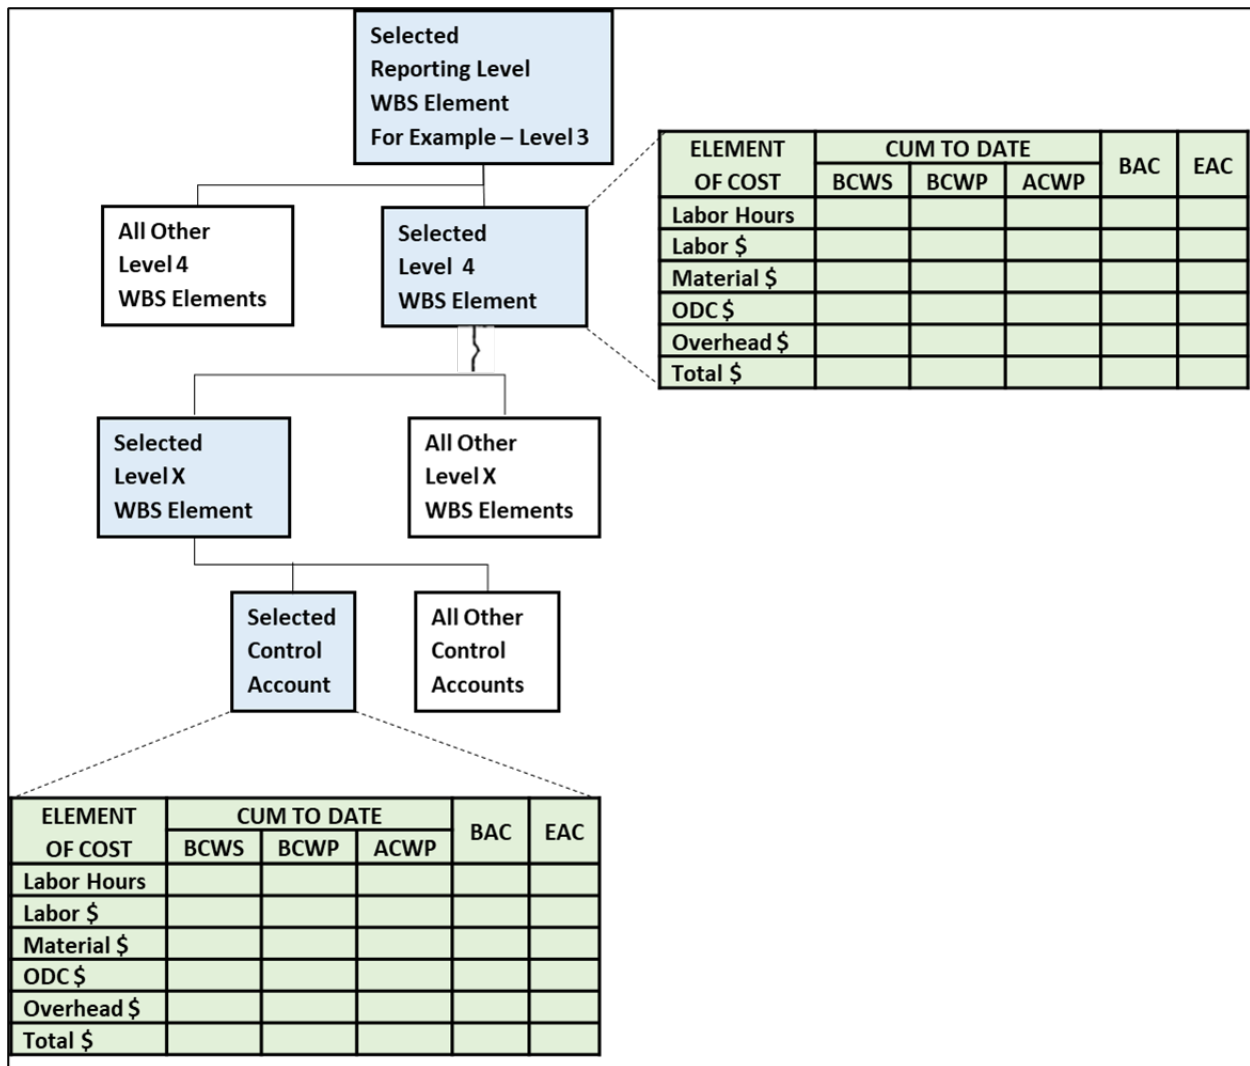 Selected
Reporting Level
WBS Element
For Example – Level 3
All Other
Level 4
WBS Elements
Selected
Level 4
WBS Element
ELEMENT
OF COST
CUM TO DATE
BCWS
BCWP
ACWP
BAC
EAC
Labor Hours
Labor $
Material $
ODC $
Overhead $
Total $
Selected
Level X
WBS Element
All Other
Level X
WBS Elements
Selected
Control
Account
All Other
Control
Accounts
ELEMENT
OF COST
CUM TO DATE
BCWS
BCWP
ACWP
BAC
EAC
Labor Hours
Labor $
Material $
ODC $
Overhead $
Total $